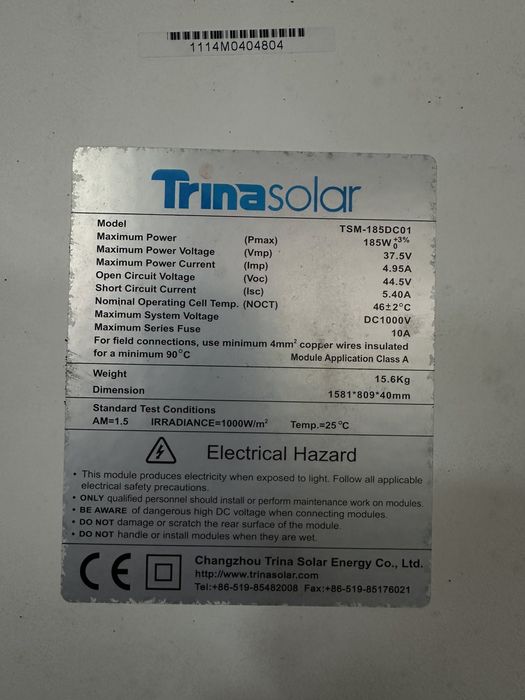 1114M0404804
Trinasolar
Model TSM-185DC01
Maximum Power (Pmax) 185W +3% 0
Maximum Power Voltage (Vmp) 37.5V
Maximum Power Current (Imp) 4.95A
Open Circuit Voltage (Voc) 44.5V
Short Circuit Current (Isc) 5.40A
Nominal Operating Cell Temp. (NOCT) 46±2°C
Maximum System Voltage DC1000V
Maximum Series Fuse 10A
For field connections, use minimum 4mm² copper wires insulated
for a minimum 90°C Module Application Class A
Weight 15.6Kg
Dimension 1581*809*40mm
Standard Test Conditions
AM=1.5 IRRADIANCE=1000W/m² Temp.=25°C
Electrical Hazard
• This module produces electricity when exposed to light. Follow all applicable
electrical safety precautions.
• ONLY qualified personnel should install or perform maintenance work on modules.
• BE AWARE of dangerous high DC voltage when connecting modules.
• DO NOT damage or scratch the rear surface of the module.
• DO NOT handle or install modules when they are wet.
CE Changzhou Trina Solar Energy Co., Ltd.
http://www.trinasolar.com
Tel:+86-519-85482008 Fax:+86-519-85176021